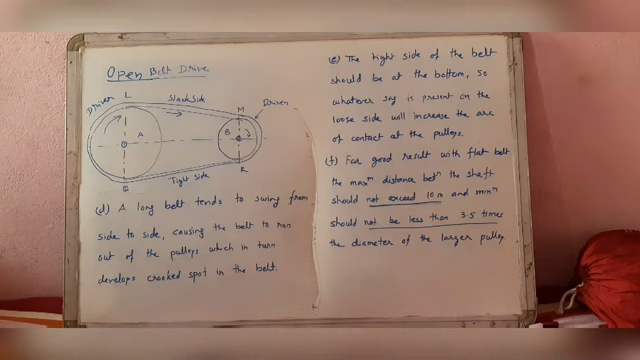 Open Belt Drive
Driver
L
Slack side
Driven
M
A
B
Tight side
R
(d) A long belt tends to swing from
side to side, causing the belt to run
out of the pulleys which in turn
develops crooked spot in the belt.
(e) The tight side of the belt
should be at the bottom, so
whatever sag is present on the
loose side will increase the arc
of contact at the pulleys.
(f) For good result with flat belt
the maxᵐ distance betⁿ the shaft
should not exceed 10 m and minᵐ
should not be less than 3.5 times
the diameter of the larger pulley